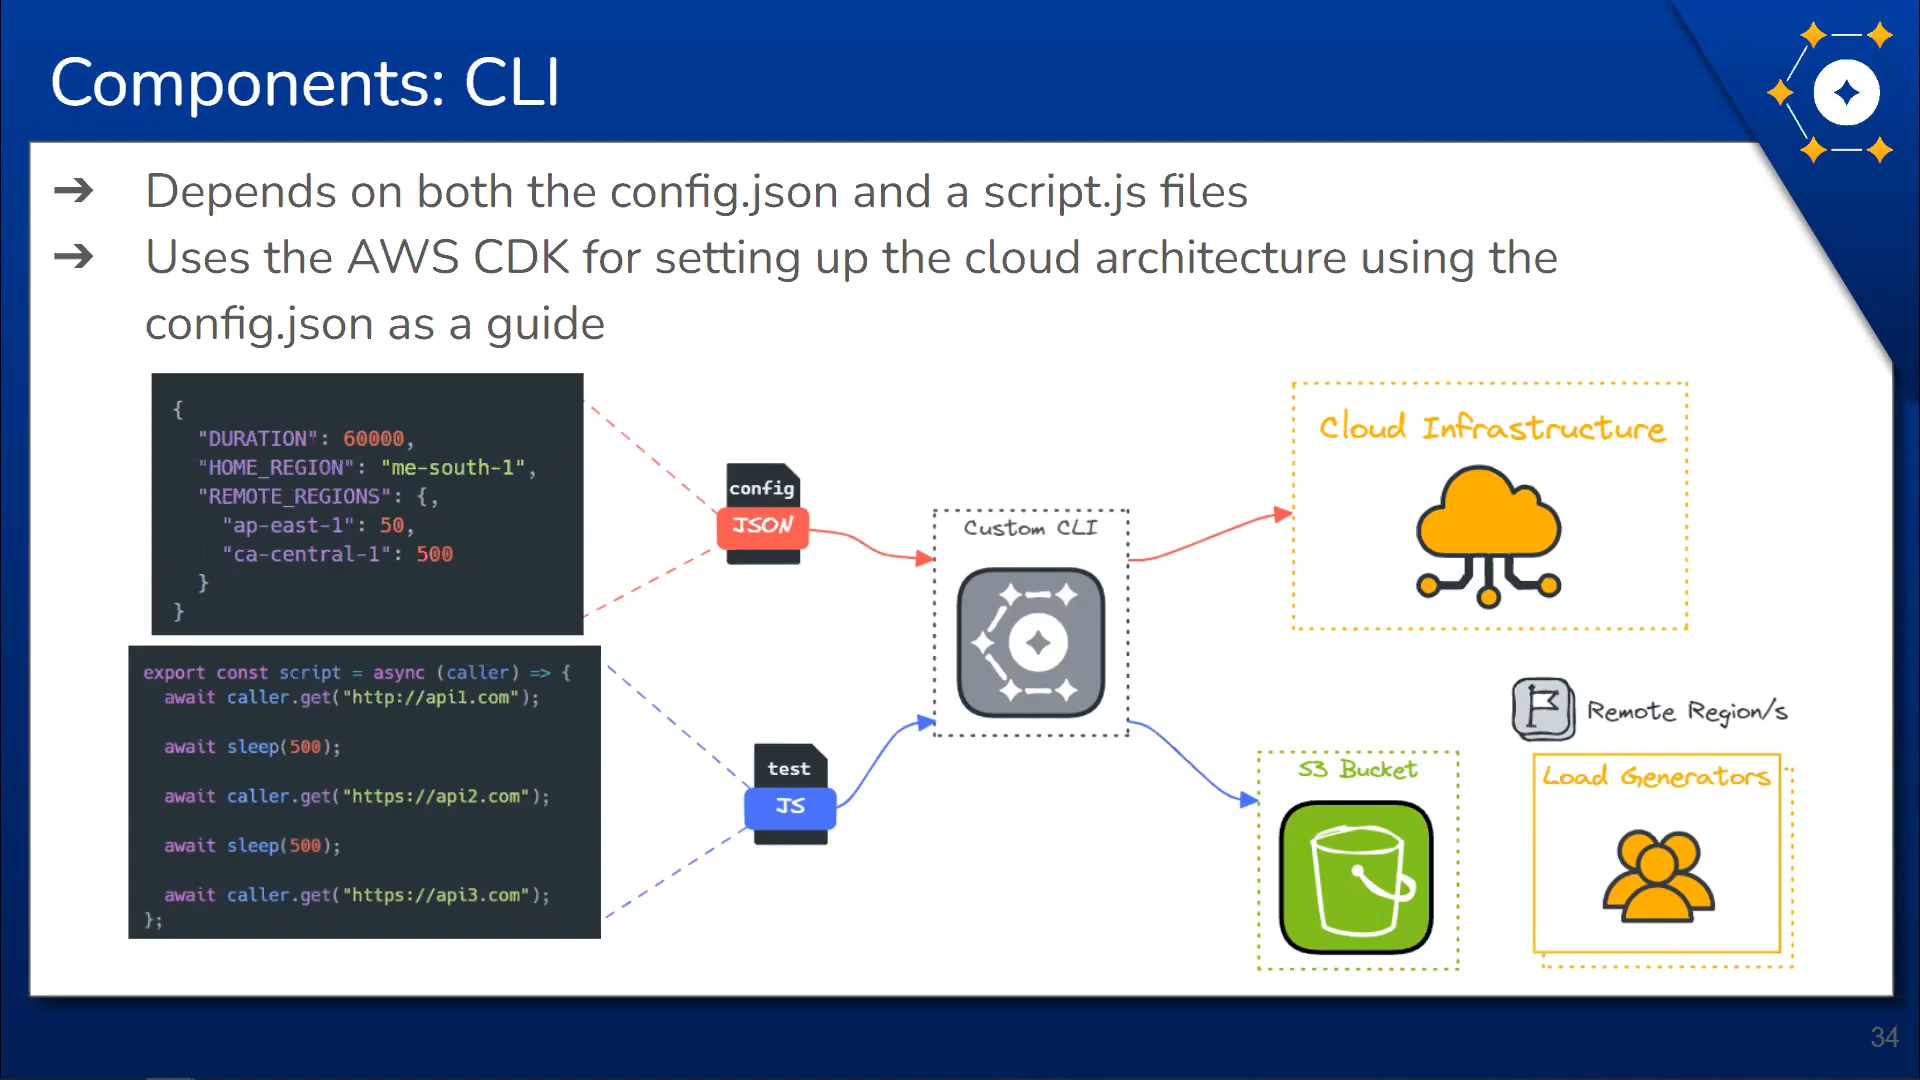 Components: CLI
➔ Depends on both the config.json and a script.js files
➔ Uses the AWS CDK for setting up the cloud architecture using the
config.json as a guide
{
"DURATION": 60000,
"HOME_REGION": "me-south-1",
"REMOTE_REGIONS": {,
"ap-east-1": 50,
"ca-central-1": 500
}
}
export const script = async (caller) => {
await caller.get("http://api1.com");
await sleep(500);
await caller.get("https://api2.com");
await sleep(500);
await caller.get("https://api3.com");
};
config
JSON
test
JS
Custom CLI
Cloud Infrastructure
S3 Bucket
Remote Region/s
Load Generators
34